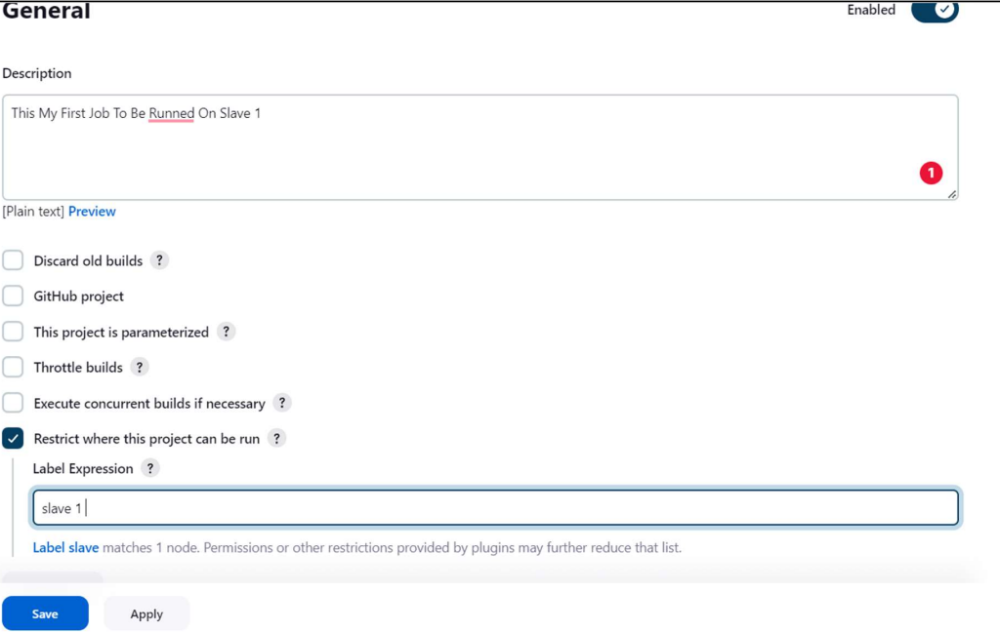 General
Enabled
Description
This My First Job To Be Runned On Slave 1
1
[Plain text] Preview
Discard old builds ?
GitHub project
This project is parameterized ?
Throttle builds ?
Execute concurrent builds if necessary ?
Restrict where this project can be run ?
Label Expression ?
slave 1
Label slave matches 1 node. Permissions or other restrictions provided by plugins may further reduce that list.
Save Apply